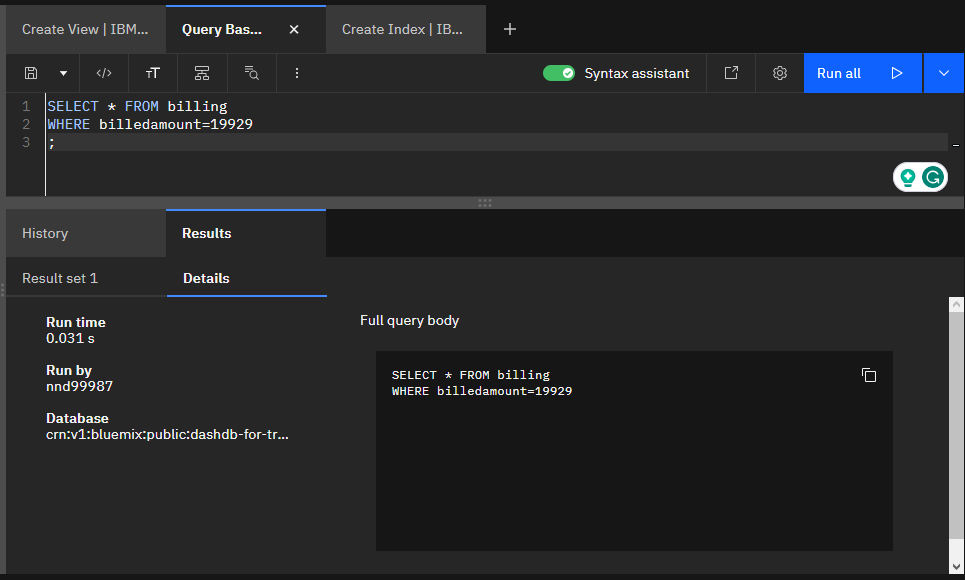 Create View | IBM...
Query Bas...
Create Index | IB...
Syntax assistant
Run all
1 SELECT * FROM billing
2 WHERE billedamount=19929
3 ;
History
Results
Result set 1
Details
Run time
0.031 s
Run by
nnd99987
Database
crn:v1:bluemix:public:dashdb-for-tr...
Full query body
SELECT * FROM billing
WHERE billedamount=19929